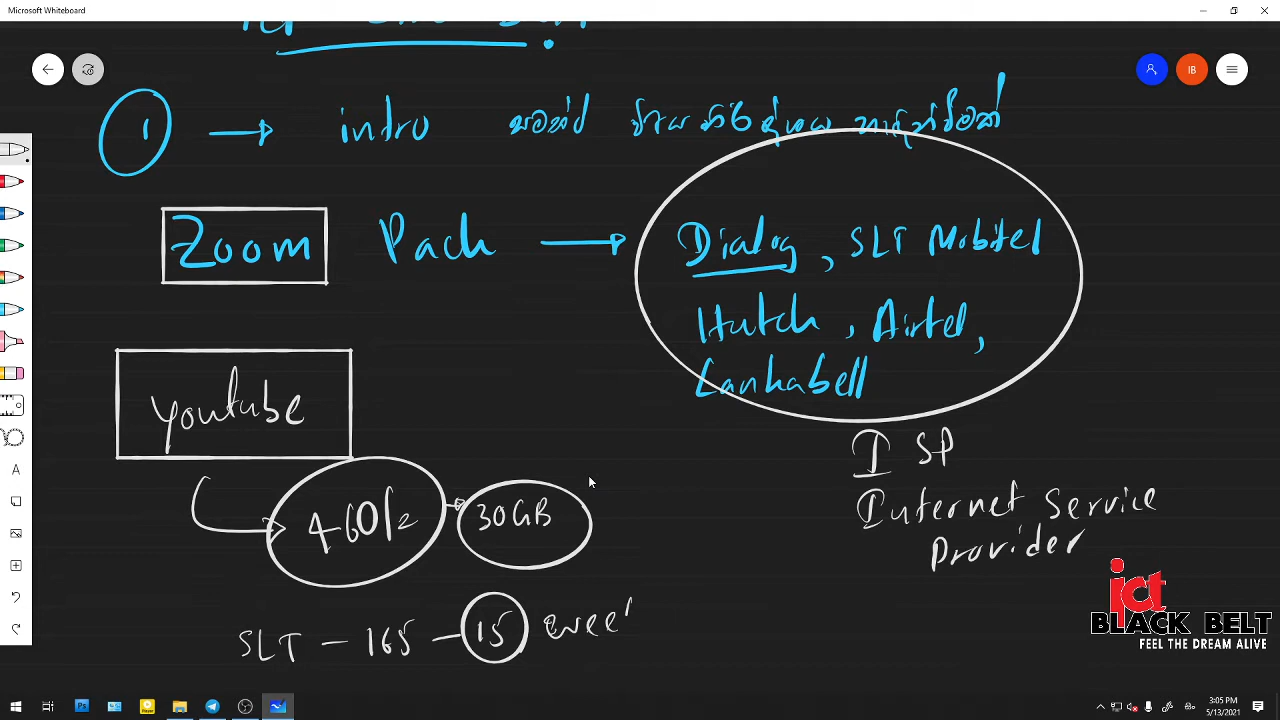 Microsoft Whiteboard
1 → intro
Zoom Pack → Dialog, SLT Mobitel
Hutch, Airtel,
Lankabell
Youtube
ISP
460/- → 30GB
Internet Service
Provider
SLT - 165 - 15
ict
BLACK BELT
FEEL THE DREAM ALIVE
IB
A
3:05 PM
5/13/2021